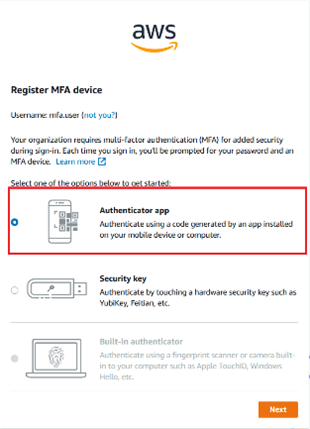 aws
Register MFA device
Username: mfa.user (not you?)
Your organization requires multi-factor authentication (MFA) for added security
during sign-in. Each time you sign in, you'll be prompted for your password and an
MFA device. Learn more
Select one of the options below to get started:
Authenticator app
Authenticate using a code generated by an app installed
on your mobile device or computer.
Security key
Authenticate by touching a hardware security key such as
YubiKey, Feitian, etc.
Built-in authenticator
Authenticate using a fingerprint scanner or camera built-
in to your computer such as Apple TouchID, Windows
Hello, etc.
Next